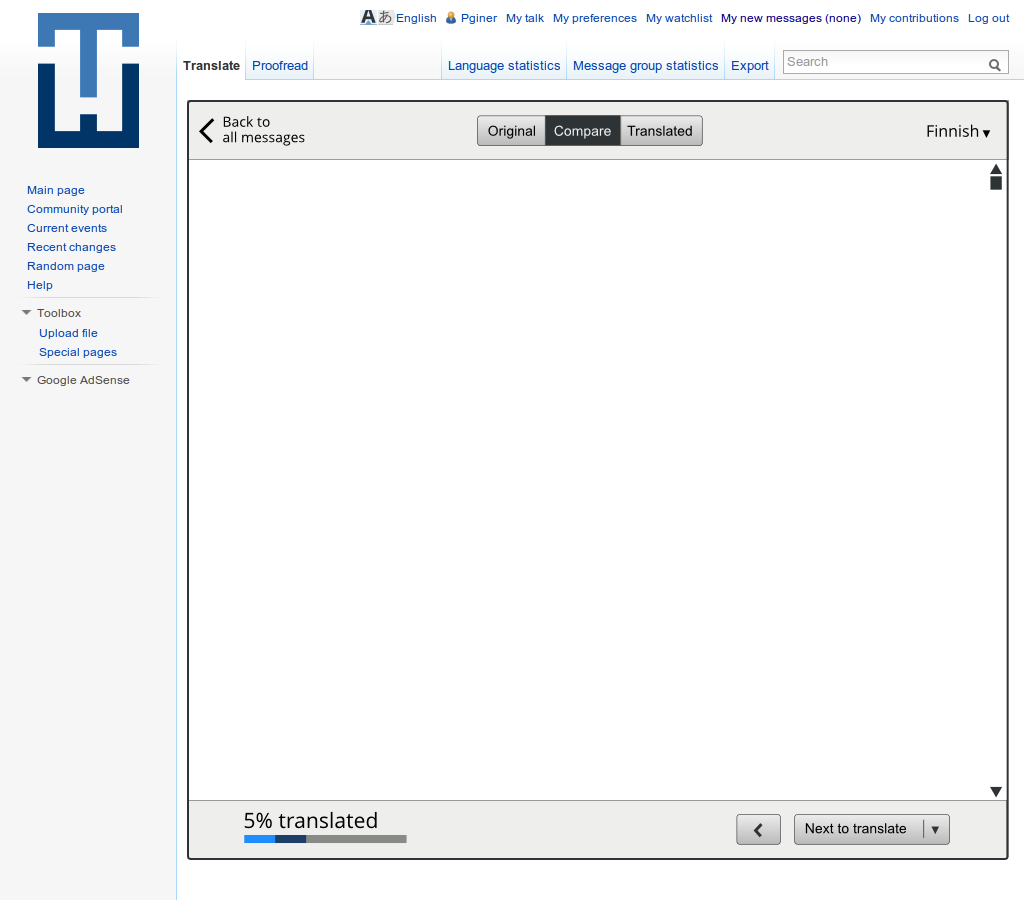 Aあ English Pginer My talk My preferences My watchlist My new messages (none) My contributions Log out
Translate Proofread Language statistics Message group statistics Export Search
Back to
all messages
Original Compare Translated
Finnish
Main page
Community portal
Current events
Recent changes
Random page
Help
Toolbox
Upload file
Special pages
Google AdSense
5% translated
Next to translate